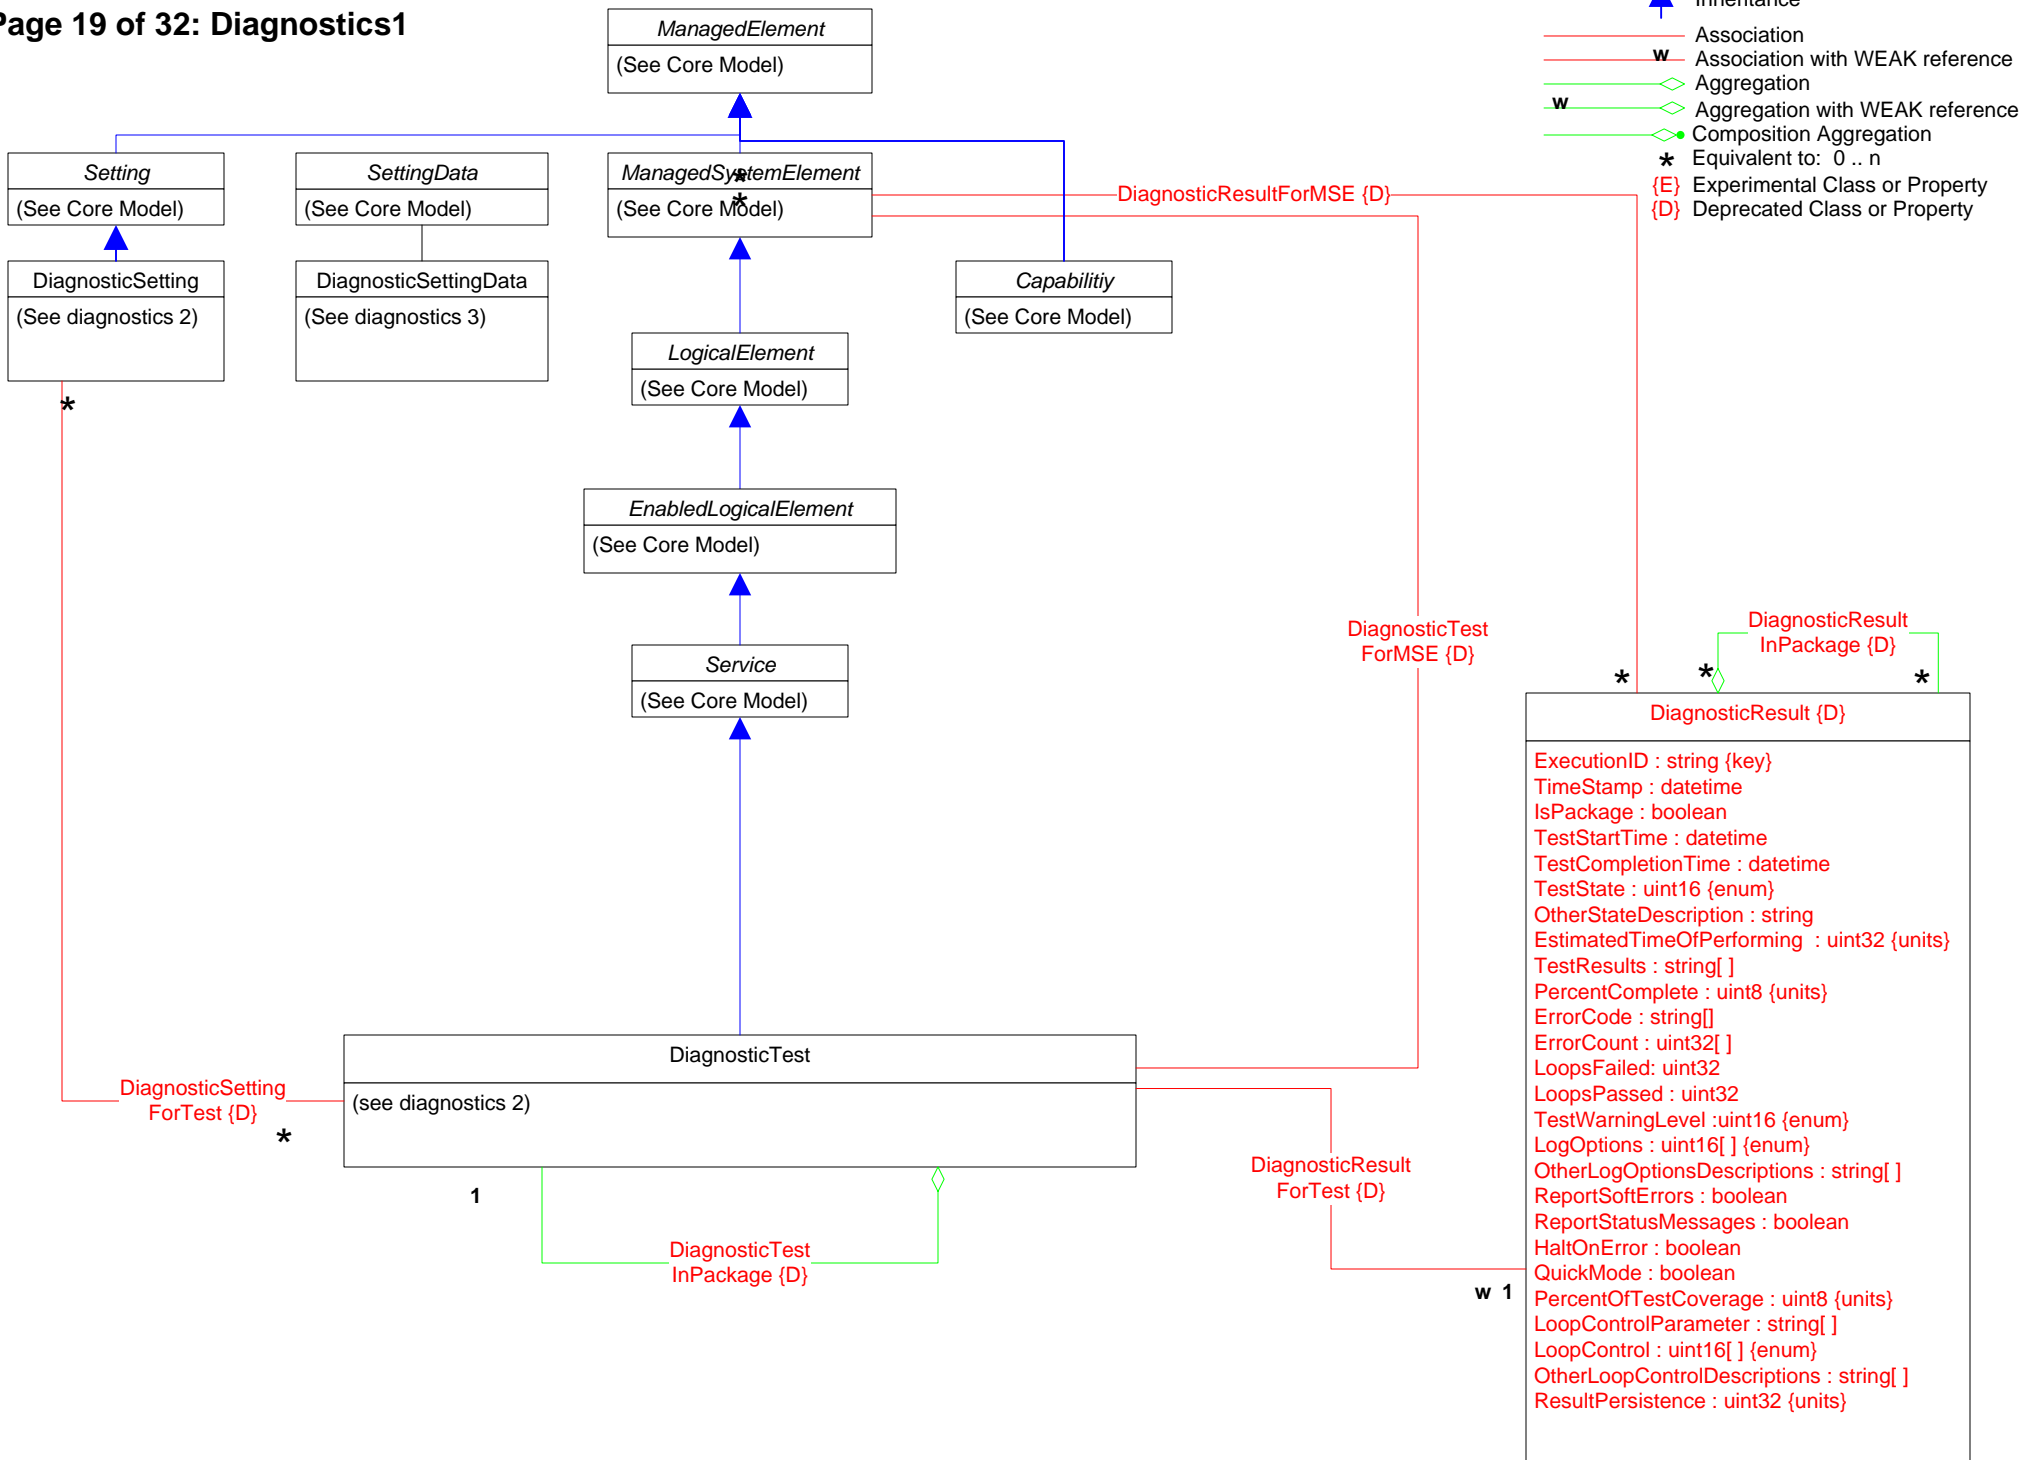 Page 19 of 32: Diagnostics1
Inheritance
Association
w Association with WEAK reference
Aggregation
w Aggregation with WEAK reference
Composition Aggregation
* Equivalent to: 0 .. n
{E} Experimental Class or Property
{D} Deprecated Class or Property
ManagedElement
(See Core Model)
Setting
(See Core Model)
SettingData
(See Core Model)
ManagedSystemElement
*
*
(See Core Model)
DiagnosticResultForMSE {D}
DiagnosticSetting
(See diagnostics 2)
*
DiagnosticSettingData
(See diagnostics 3)
Capabilitiy
(See Core Model)
LogicalElement
(See Core Model)
EnabledLogicalElement
(See Core Model)
Service
(See Core Model)
DiagnosticTest
ForMSE {D}
DiagnosticResult
InPackage {D}
*
*
*
DiagnosticResult {D}
ExecutionID : string {key}
TimeStamp : datetime
IsPackage : boolean
TestStartTime : datetime
TestCompletionTime : datetime
TestState : uint16 {enum}
OtherStateDescription : string
EstimatedTimeOfPerforming : uint32 {units}
TestResults : string[ ]
PercentComplete : uint8 {units}
ErrorCode : string[]
ErrorCount : uint32[ ]
LoopsFailed: uint32
LoopsPassed : uint32
TestWarningLevel :uint16 {enum}
LogOptions : uint16[ ] {enum}
OtherLogOptionsDescriptions : string[ ]
ReportSoftErrors : boolean
ReportStatusMessages : boolean
HaltOnError : boolean
QuickMode : boolean
PercentOfTestCoverage : uint8 {units}
LoopControlParameter : string[ ]
LoopControl : uint16[ ] {enum}
OtherLoopControlDescriptions : string[ ]
ResultPersistence : uint32 {units}
DiagnosticTest
(see diagnostics 2)
DiagnosticSetting
ForTest {D}
*
1
DiagnosticTest
InPackage {D}
DiagnosticResult
ForTest {D}
w 1